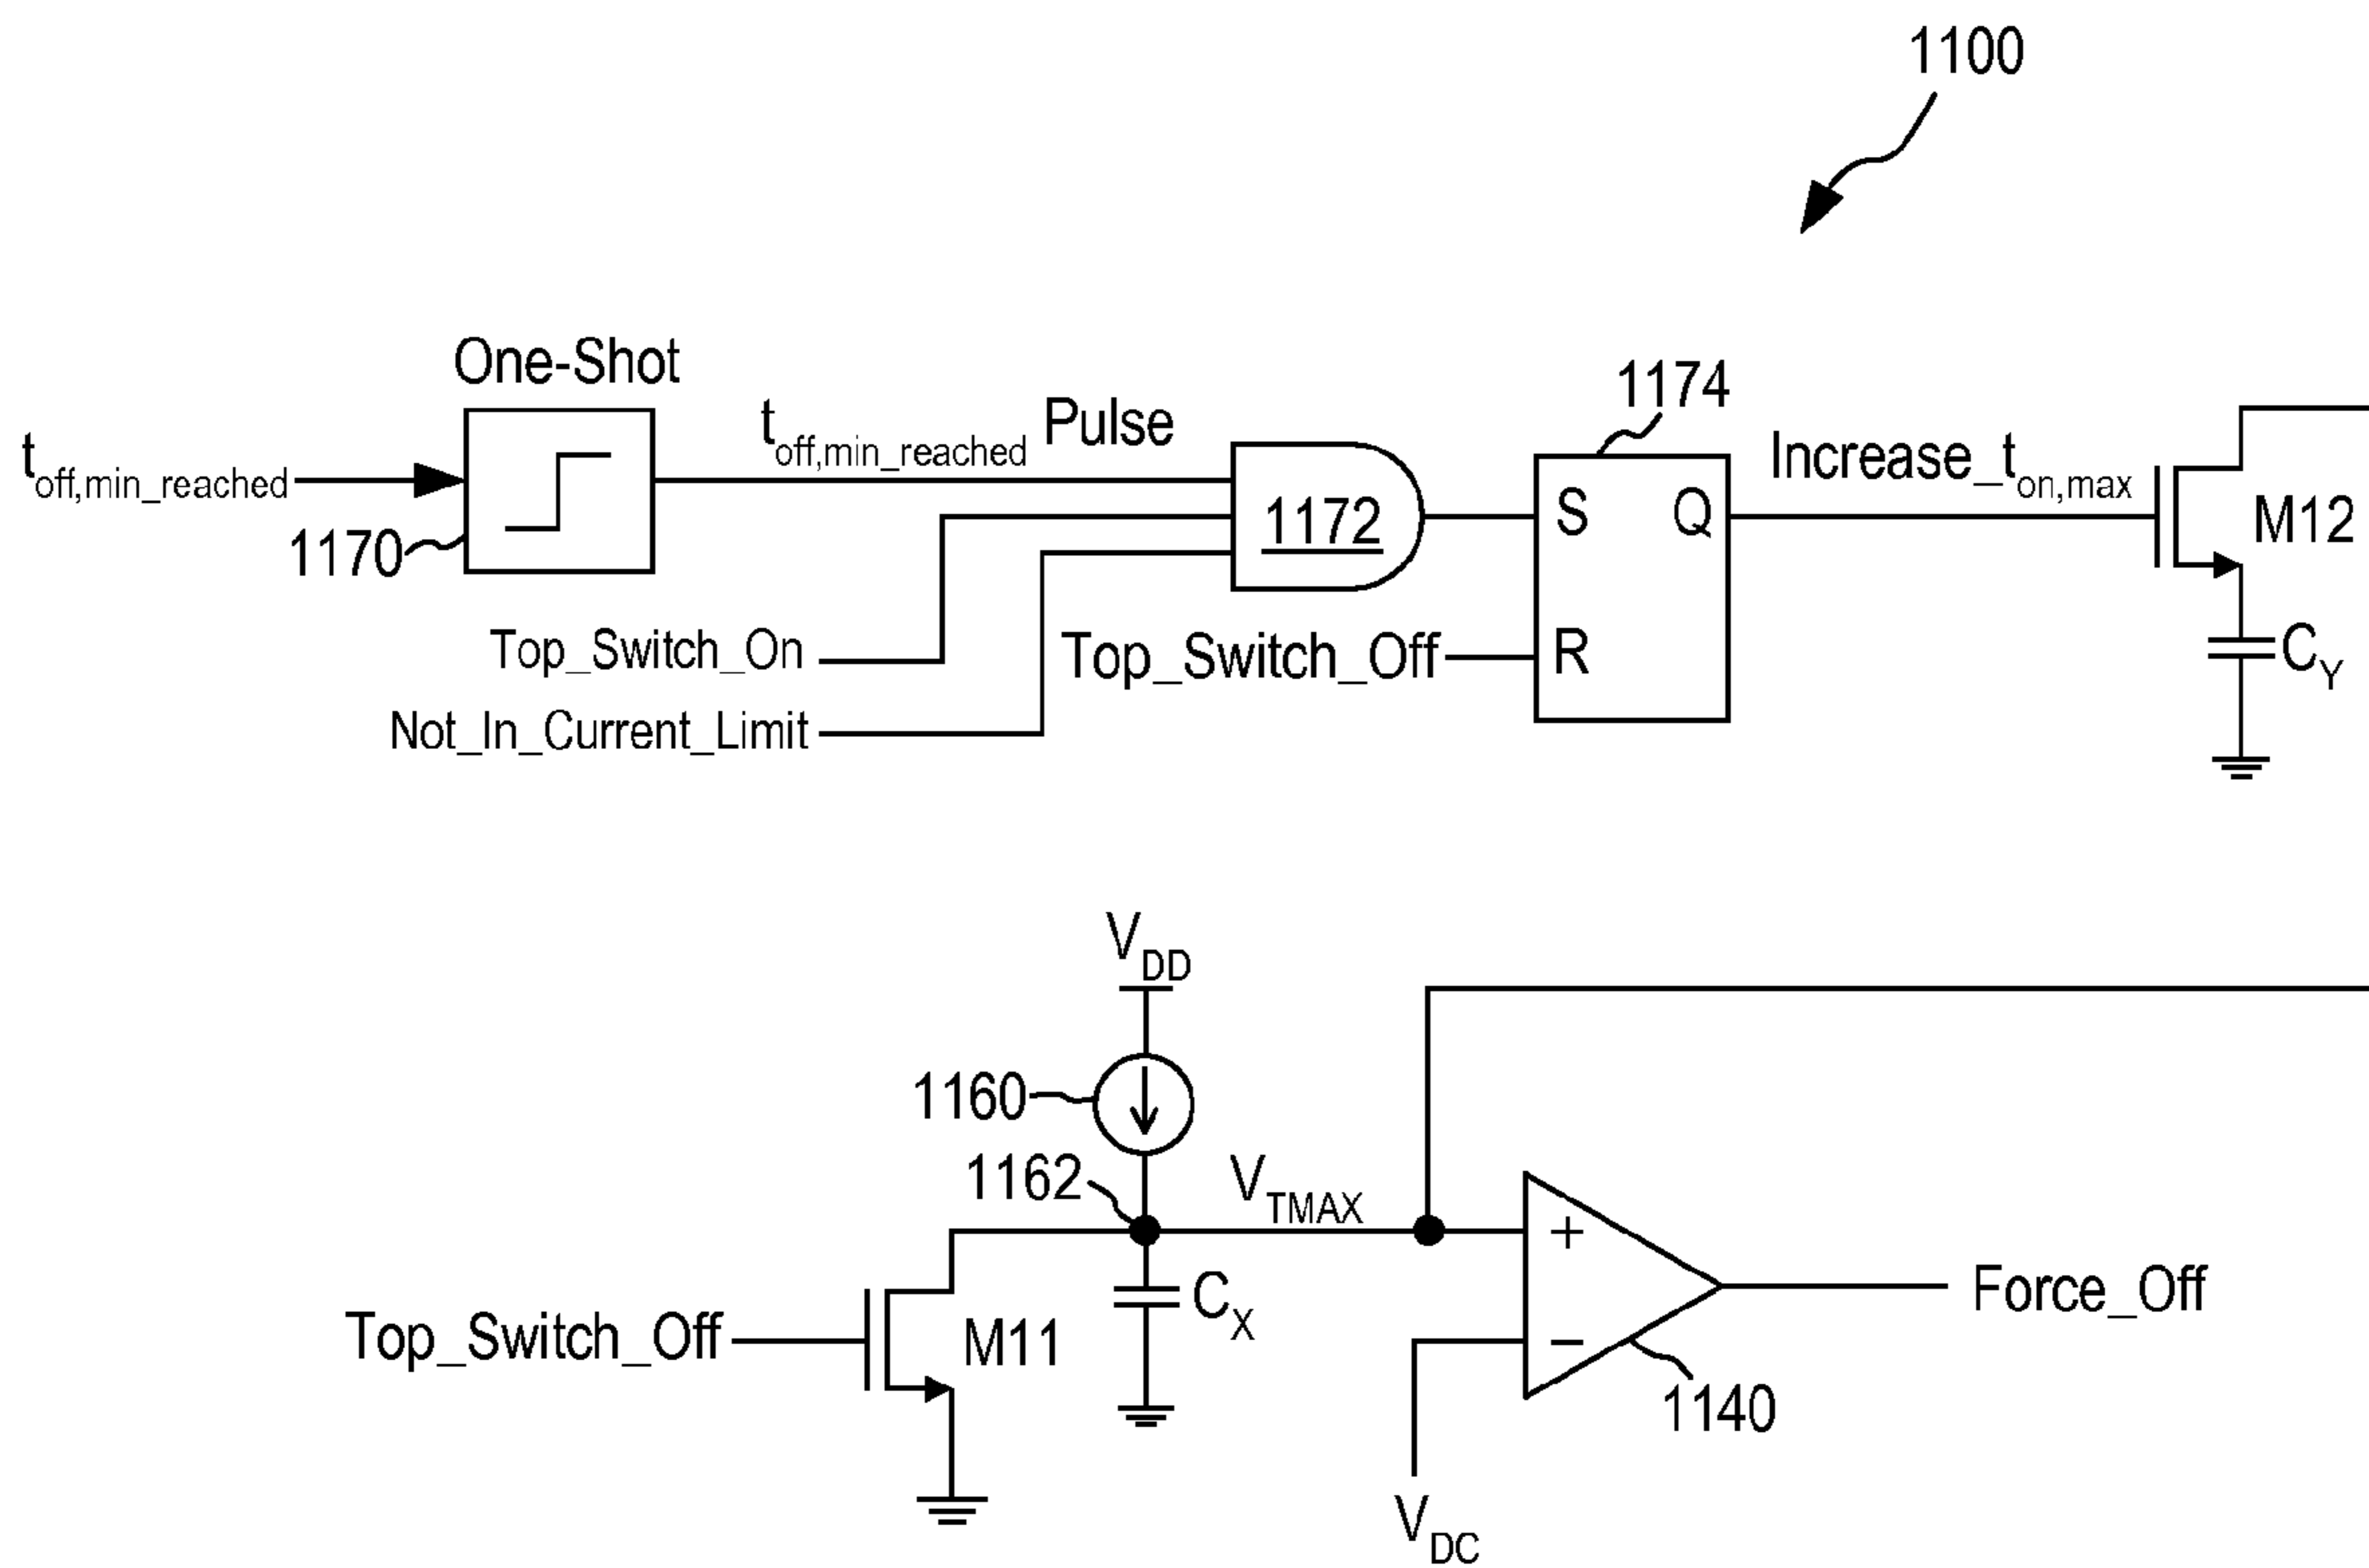 1100
One-Shot
1174
toff,min_reached
toff,min_reached Pulse
1170
1172
S
Q
R
Increase_ton,max
M12
Top_Switch_On
Top_Switch_Off
Not_In_Current_Limit
CY
VDD
1160
1162
VTMAX
+
−
CX
Force_Off
Top_Switch_Off
M11
1140
VDC